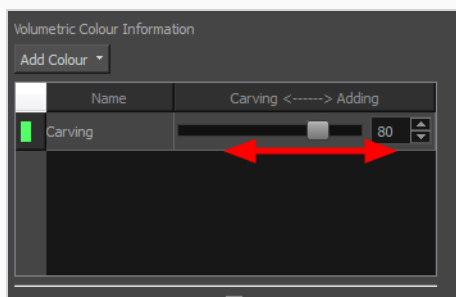 Volumetric Colour Information
Add Colour
Name
Carving <------> Adding
Carving
80